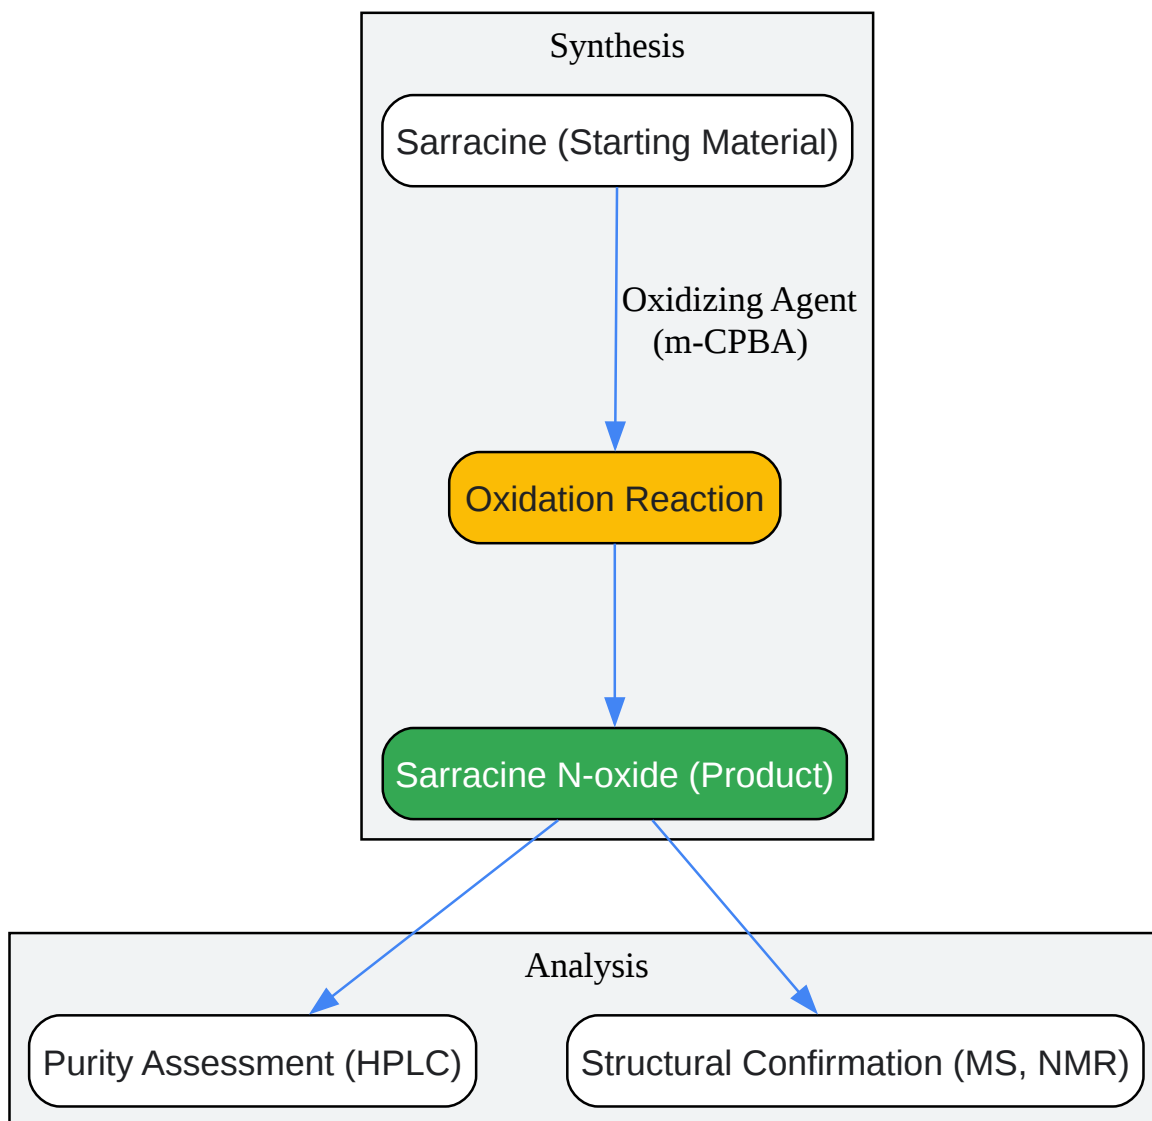 Synthesis
Sarracine (Starting Material)
Oxidizing Agent
(m-CPBA)
Oxidation Reaction
Sarracine N-oxide (Product)
Analysis
Purity Assessment (HPLC)
Structural Confirmation (MS, NMR)